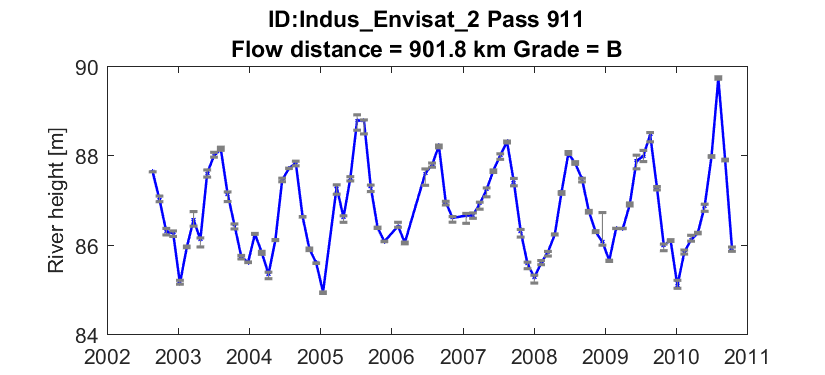 ID:Indus_Envisat_2 Pass 911
Flow distance = 901.8 km Grade = B
River height [m]
90
88
86
84
2002 2003 2004 2005 2006 2007 2008 2009 2010 2011